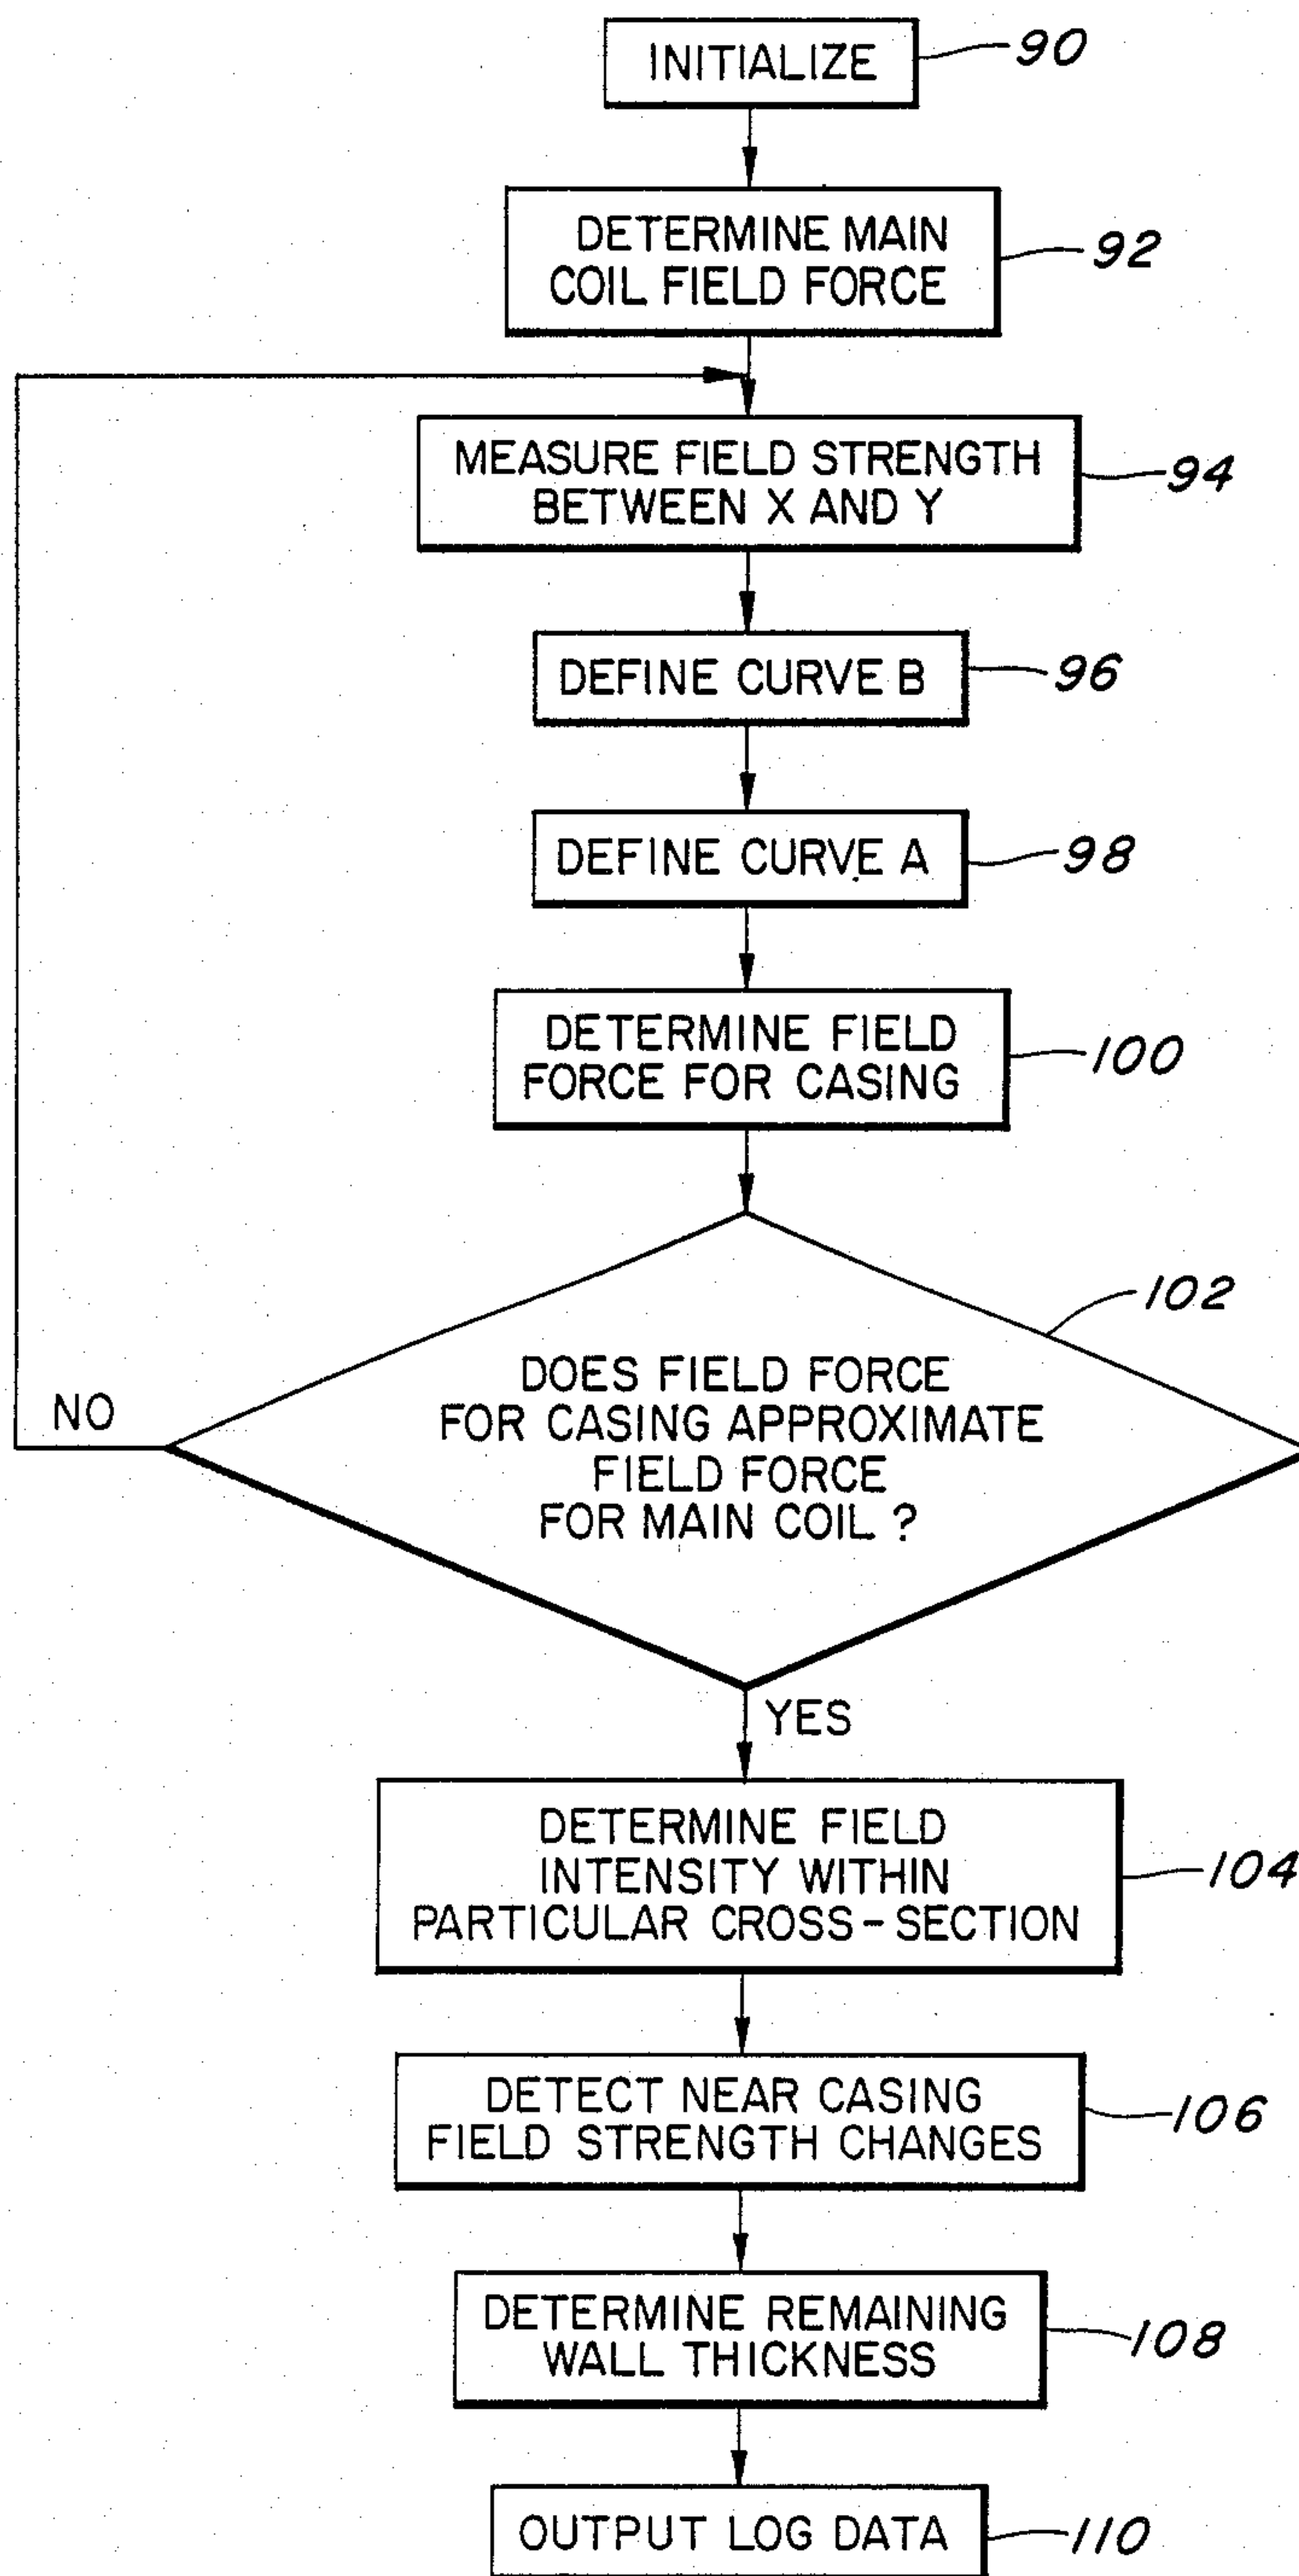 INITIALIZE
90
DETERMINE MAIN
COIL FIELD FORCE
92
MEASURE FIELD STRENGTH
BETWEEN X AND Y
94
DEFINE CURVE B
96
DEFINE CURVE A
98
DETERMINE FIELD
FORCE FOR CASING
100
102
DOES FIELD FORCE
FOR CASING APPROXIMATE
FIELD FORCE
FOR MAIN COIL ?
NO
YES
DETERMINE FIELD
INTENSITY WITHIN
PARTICULAR CROSS-SECTION
104
DETECT NEAR CASING
FIELD STRENGTH CHANGES
106
DETERMINE REMAINING
WALL THICKNESS
108
OUTPUT LOG DATA
110